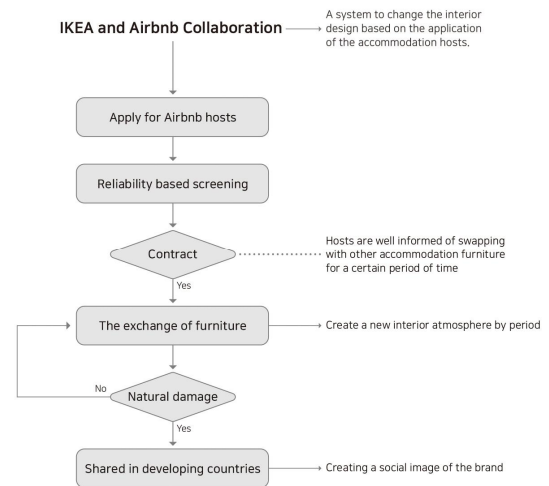 IKEA and Airbnb Collaboration
A system to change the interior
design based on the application
of the accommodation hosts.
Apply for Airbnb hosts
Reliability based screening
Contract
Hosts are well informed of swapping
with other accommodation furniture
for a certain period of time
Yes
The exchange of furniture
Create a new interior atmosphere by period
No
Natural damage
Yes
Shared in developing countries
Creating a social image of the brand